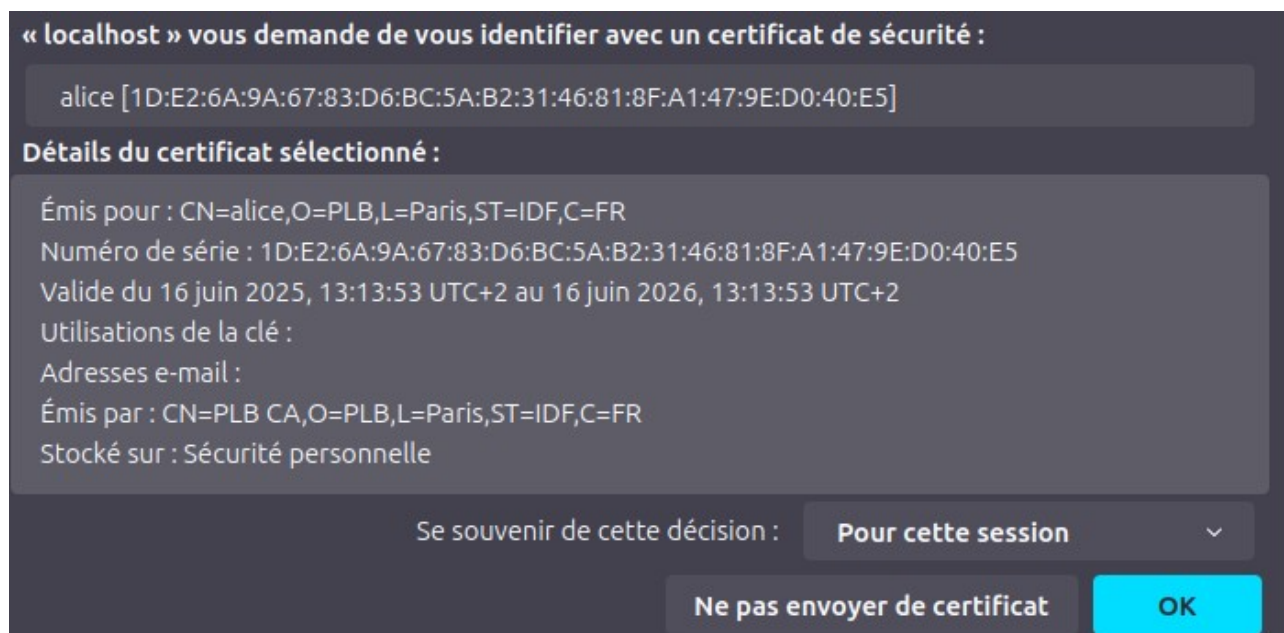 « localhost » vous demande de vous identifier avec un certificat de sécurité :
alice [1D:E2:6A:9A:67:83:D6:BC:5A:B2:31:46:81:8F:A1:47:9E:D0:40:E5]
Détails du certificat sélectionné :
Émis pour : CN=alice,O=PLB,L=Paris,ST=IDF,C=FR
Numéro de série : 1D:E2:6A:9A:67:83:D6:BC:5A:B2:31:46:81:8F:A1:47:9E:D0:40:E5
Valide du 16 juin 2025, 13:13:53 UTC+2 au 16 juin 2026, 13:13:53 UTC+2
Utilisations de la clé :
Adresses e-mail :
Émis par : CN=PLB CA,O=PLB,L=Paris,ST=IDF,C=FR
Stocké sur : Sécurité personnelle
Se souvenir de cette décision : Pour cette session
Ne pas envoyer de certificat OK